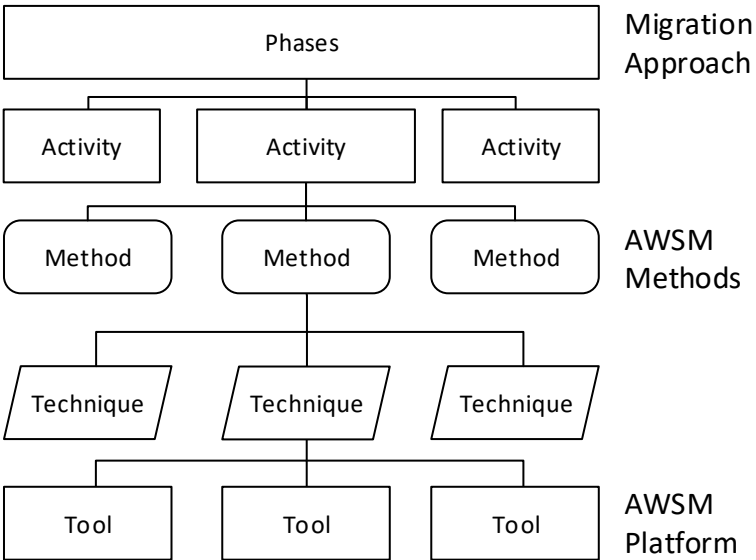 Phases
Migration
Approach
Activity
Activity
Activity
Method
Method
Method
AWSM
Methods
Technique
Technique
Technique
Tool
Tool
Tool
AWSM
Platform